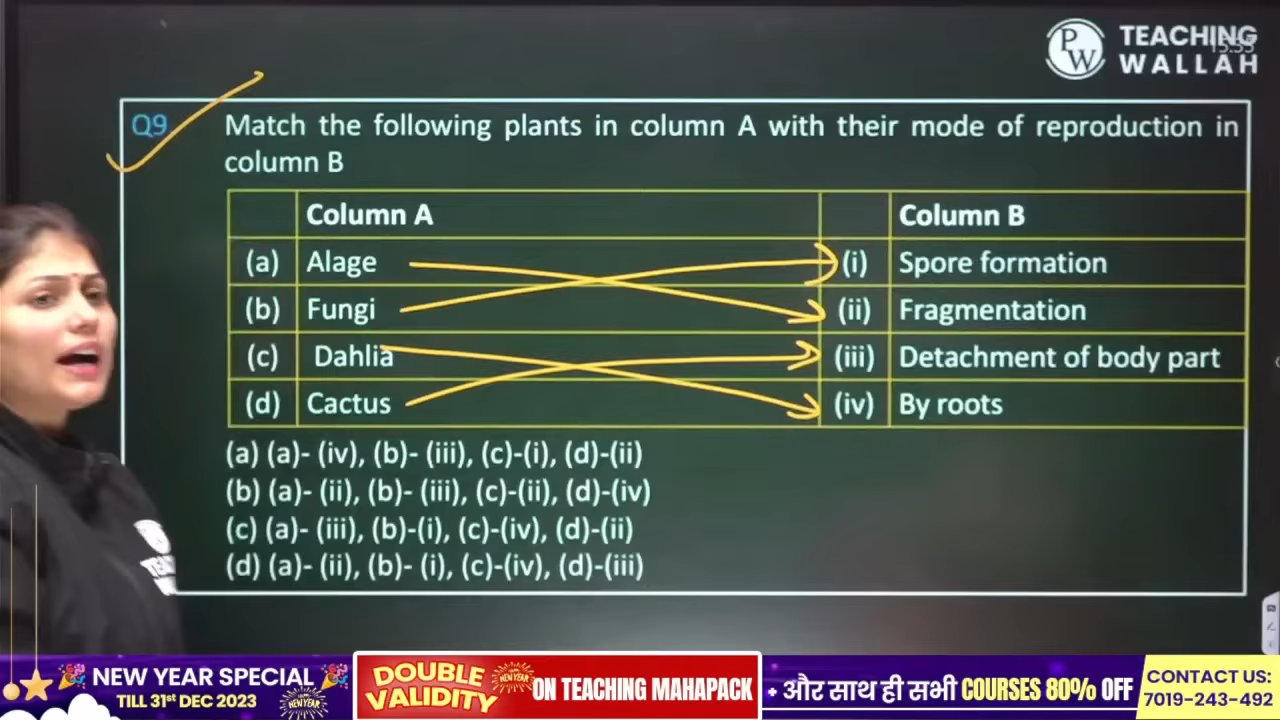 TEACHING
WALLAH
15:55
Q9 Match the following plants in column A with their mode of reproduction in
column B
Column A Column B
(a) Alage (i) Spore formation
(b) Fungi (ii) Fragmentation
(c) Dahlia (iii) Detachment of body part
(d) Cactus (iv) By roots
(a) (a)- (iv), (b)- (iii), (c)-(i), (d)-(ii)
(b) (a)- (ii), (b)- (iii), (c)-(ii), (d)-(iv)
(c) (a)- (iii), (b)-(i), (c)-(iv), (d)-(ii)
(d) (a)- (ii), (b)- (i), (c)-(iv), (d)-(iii)
NEW YEAR SPECIAL
TILL 31st DEC 2023
DOUBLE
VALIDITY
ON TEACHING MAHAPACK
+ और साथ ही सभी COURSES 80% OFF
CONTACT US:
7019-243-492